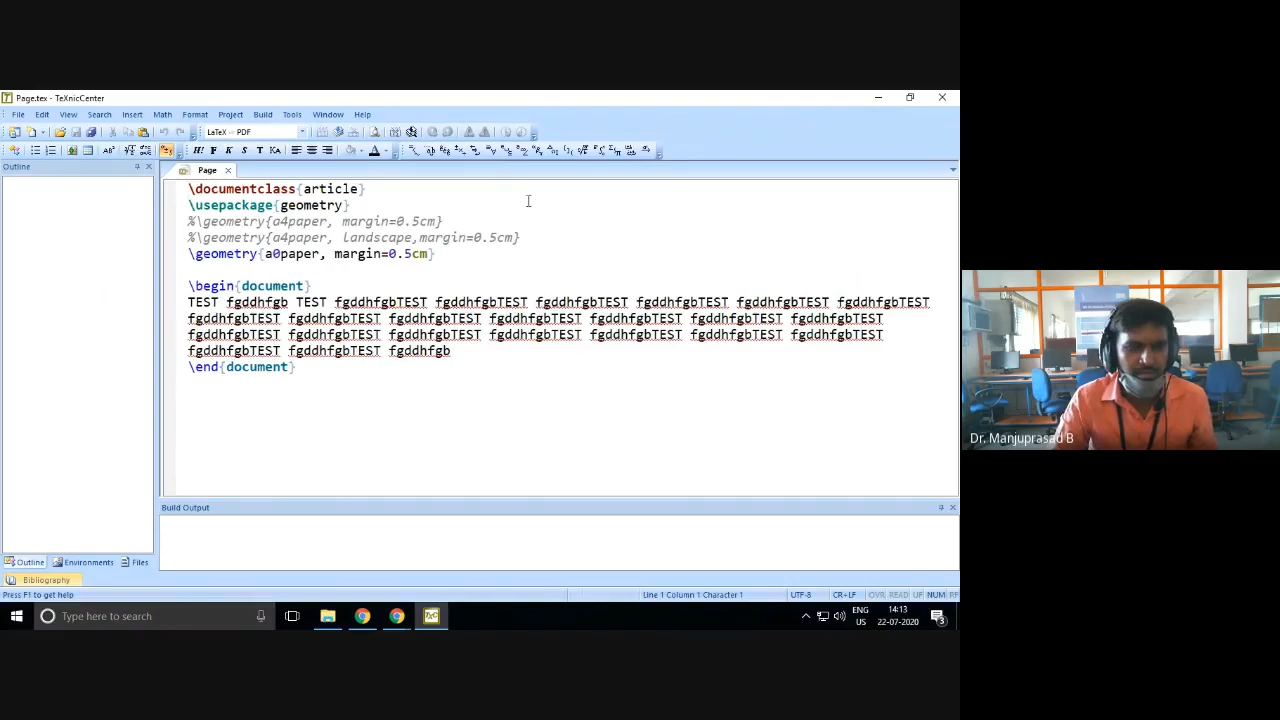 Page.tex - TeXnicCenter
File Edit View Search Insert Math Format Project Build Tools Window Help
LaTeX ⇨ PDF
Outline
Page
\documentclass{article}
\usepackage{geometry}
%\geometry{a4paper, margin=0.5cm}
%\geometry{a4paper, landscape,margin=0.5cm}
\geometry{a0paper, margin=0.5cm}
\begin{document}
TEST fgddhfgb TEST fgddhfgbTEST fgddhfgbTEST fgddhfgbTEST fgddhfgbTEST fgddhfgbTEST fgddhfgbTEST
fgddhfgbTEST fgddhfgbTEST fgddhfgbTEST fgddhfgbTEST fgddhfgbTEST fgddhfgbTEST fgddhfgbTEST
fgddhfgbTEST fgddhfgbTEST fgddhfgbTEST fgddhfgbTEST fgddhfgbTEST fgddhfgbTEST fgddhfgbTEST
fgddhfgbTEST fgddhfgbTEST fgddhfgb
\end{document}
Dr. Manjuprasad B
Build Output
Outline Environments Files
Bibliography
Press F1 to get help
Line 1 Column 1 Character 1
UTF-8
CR+LF
OVR READ UF NUM RF
Type here to search
ENG
US
14:13
22-07-2020
3